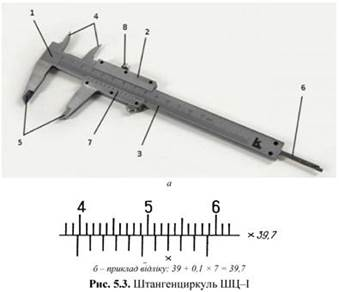 1
4
8
2
6
5
7
3
а
4 5 6
× 39,7
×
б – приклад відліку: 39 + 0,1 × 7 = 39,7
Рис. 5.3. Штангенциркуль ШЦ–І